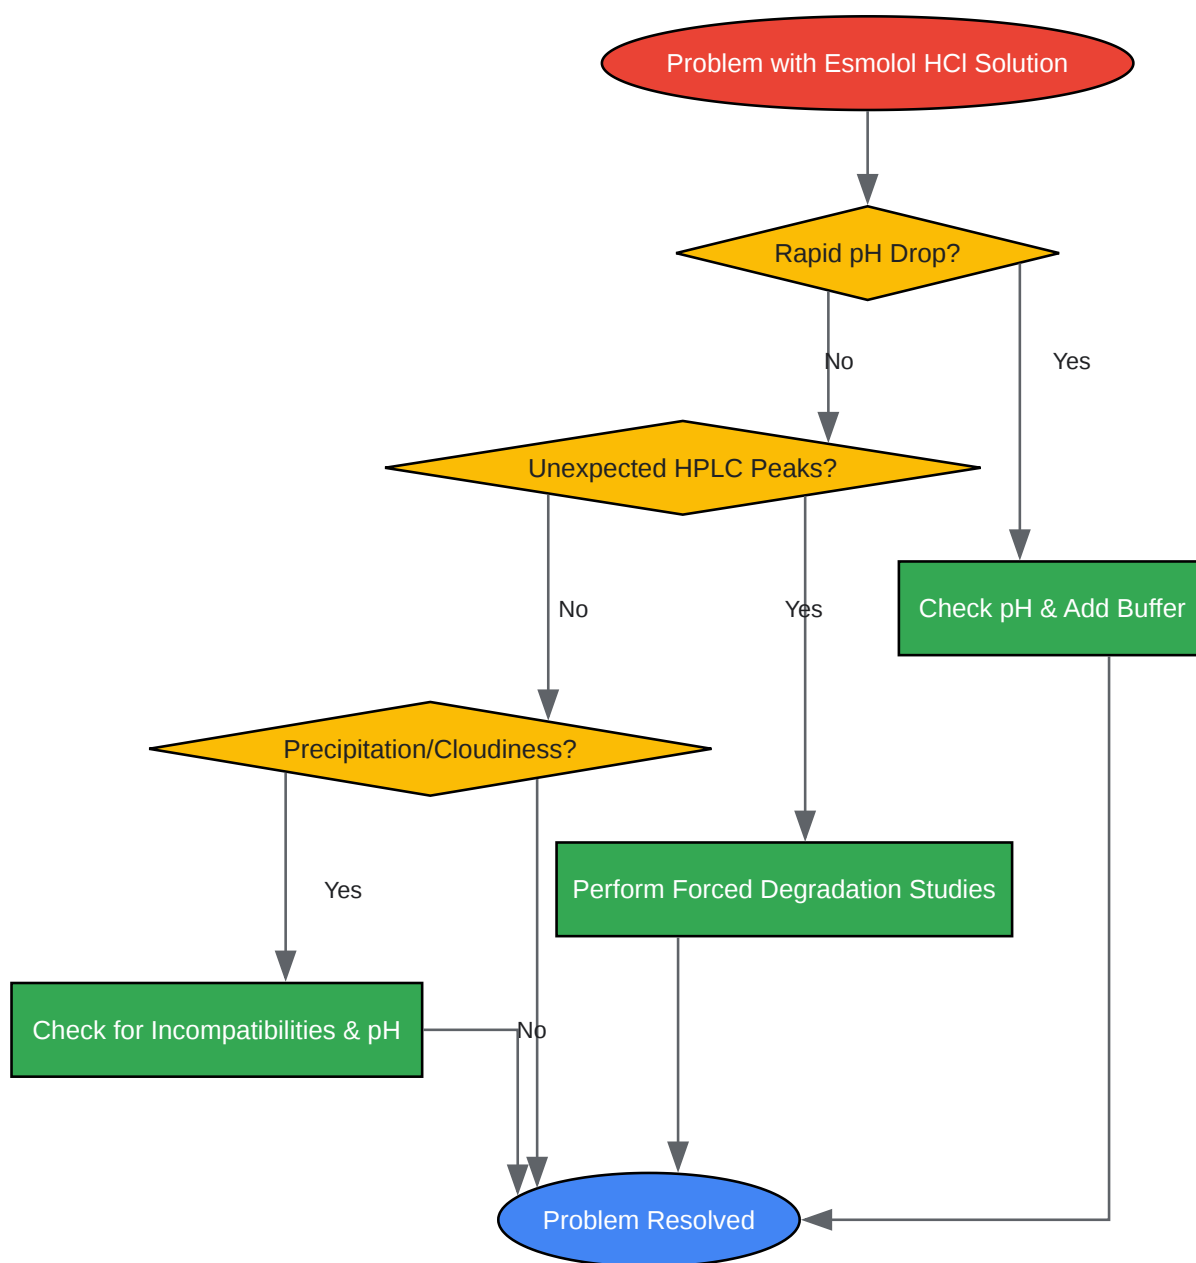 Problem with Esmolol HCl Solution
Rapid pH Drop?
No
Yes
Unexpected HPLC Peaks?
No
Yes
Check pH & Add Buffer
Precipitation/Cloudiness?
Yes
Perform Forced Degradation Studies
Check for Incompatibilities & pH
No
Problem Resolved